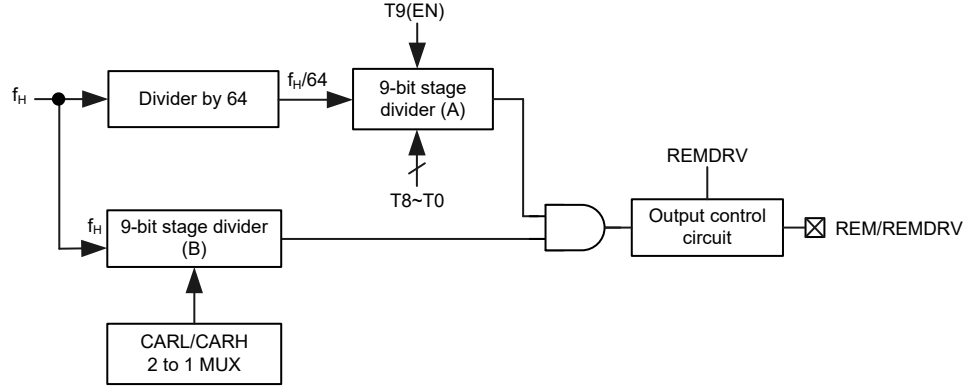 T9(EN)
fH
Divider by 64
fH/64
9-bit stage
divider (A)
T8~T0
REMDRV
fH
9-bit stage divider
(B)
Output control
circuit
REM/REMDRV
CARL/CARH
2 to 1 MUX